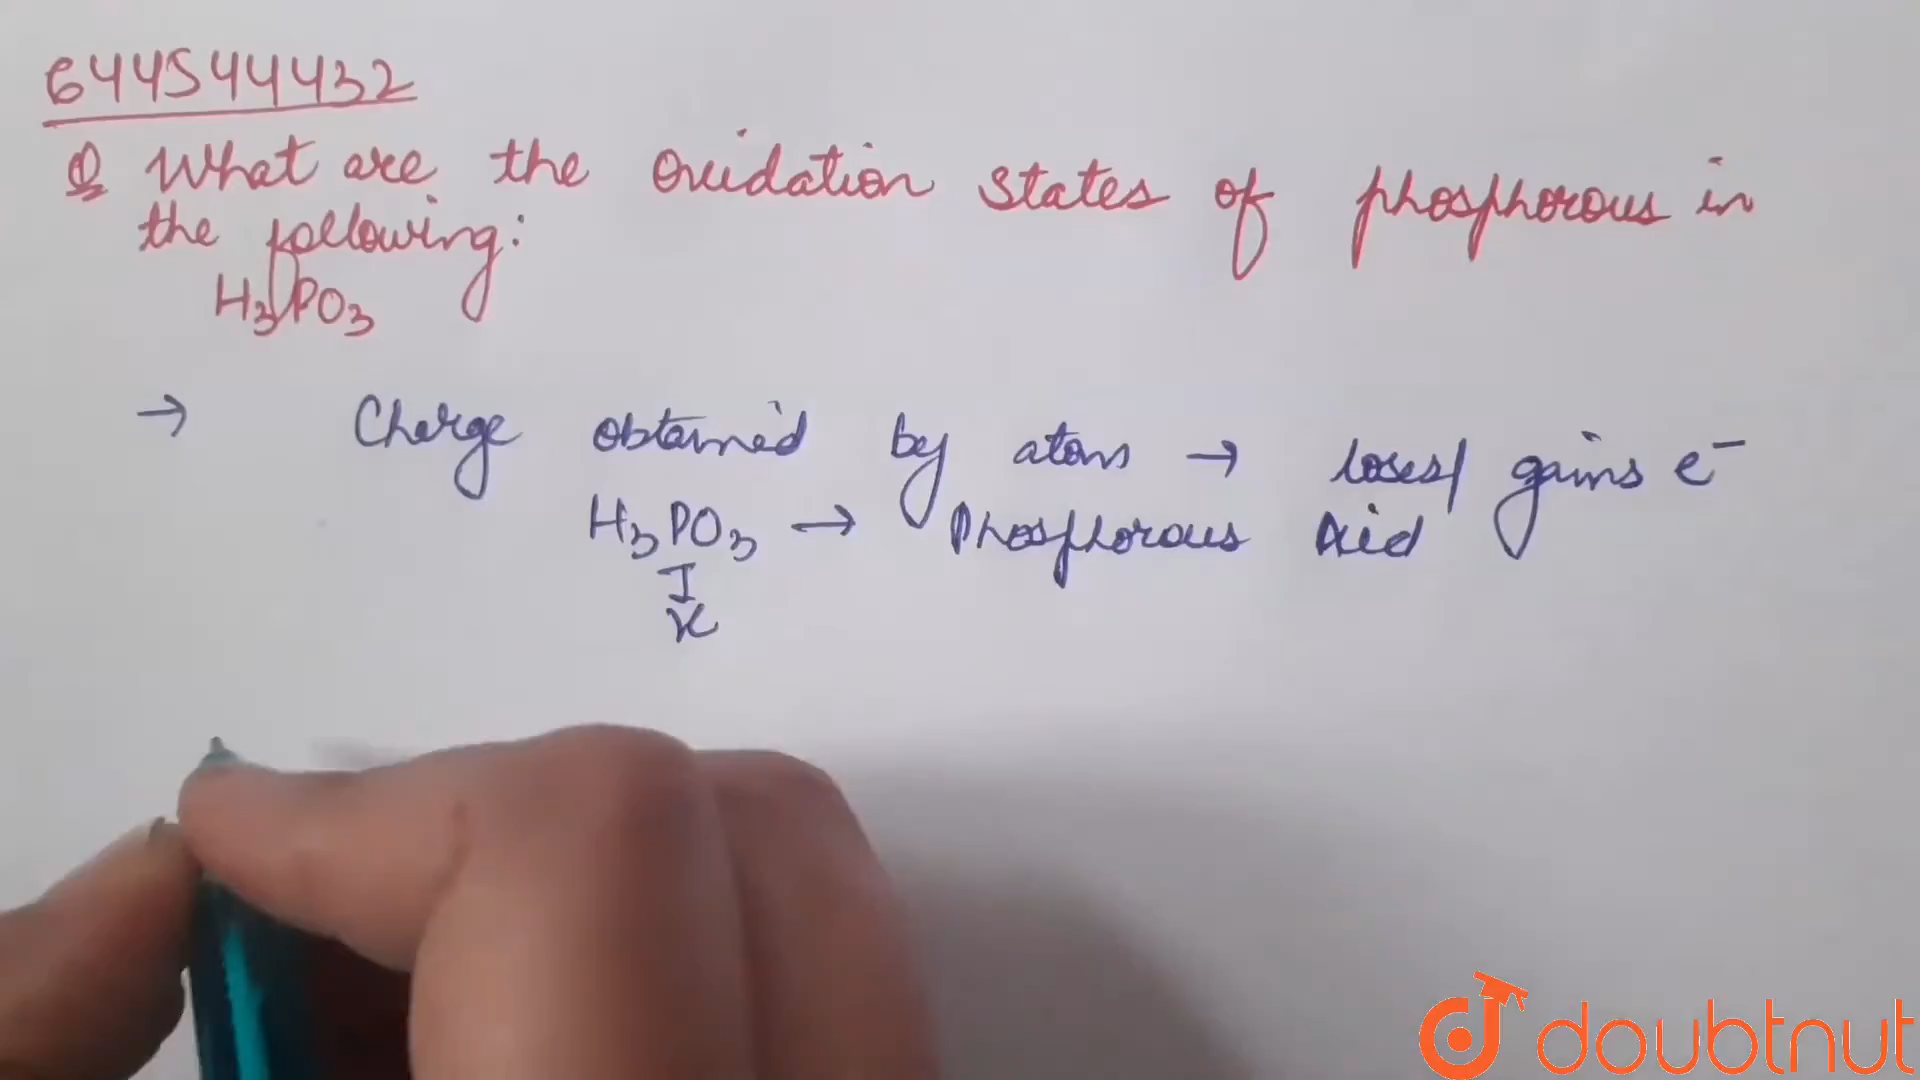 644544432
Q What are the Oxidation States of phosphorous in
the following:
H3PO3
→ Charge obtained by atom → loses/ gains e-
H3PO3 → Phosphorous Acid
x
doubtnut